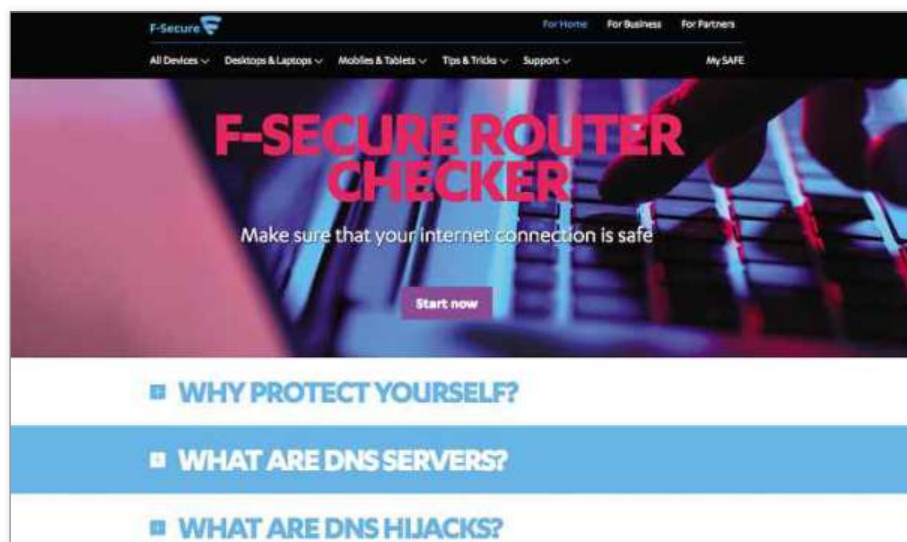 F-Secure
For Home For Business For Partners
All Devices Desktops & Laptops Mobiles & Tablets Tips & Tricks Support My SAFE
F-SECURE ROUTER
CHECKER
Make sure that your internet connection is safe
Start now
WHY PROTECT YOURSELF?
WHAT ARE DNS SERVERS?
WHAT ARE DNS HIJACKS?